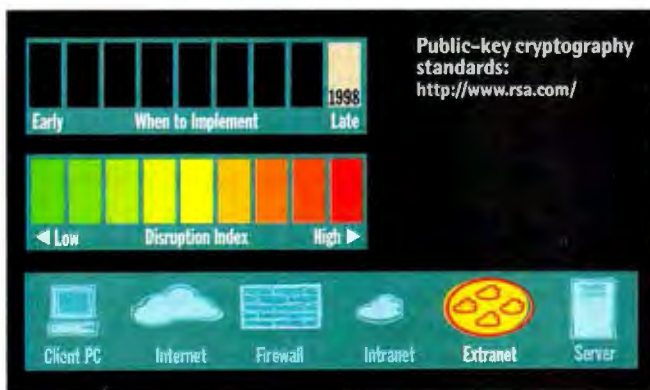 Public-key cryptography
standards:
http://www.rsa.com/
1998
Early When to Implement Late
◀ Low Disruption Index High ▶
Client PC Internet Firewall Intranet Extranet Server